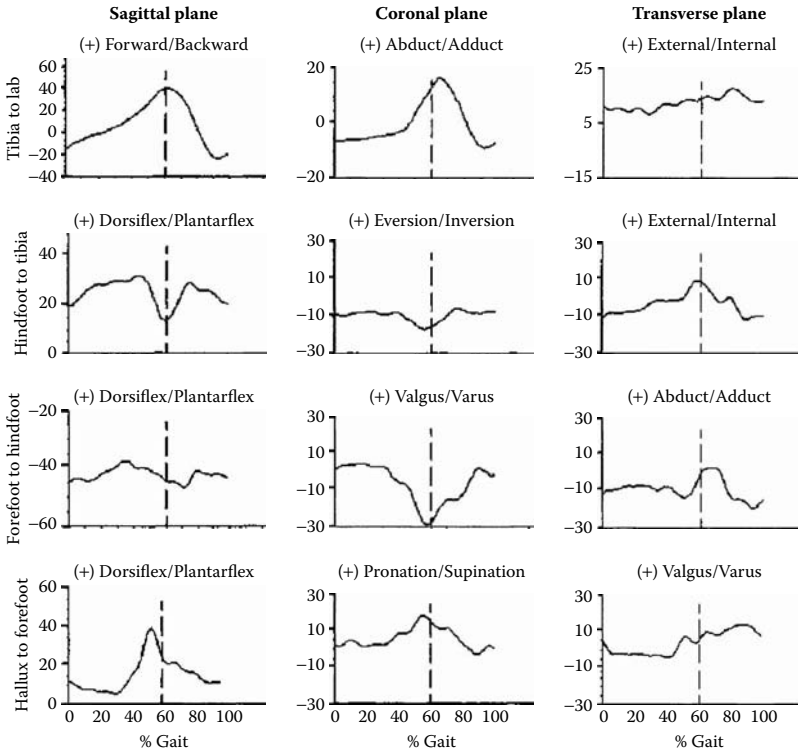 Sagittal plane
Coronal plane
Transverse plane
(+) Forward/Backward
(+) Abduct/Adduct
(+) External/Internal
Tibia to lab
60
40
20
0
−20
−40
20
0
−20
25
5
−15
(+) Dorsiflex/Plantarflex
(+) Eversion/Inversion
(+) External/Internal
Hindfoot to tibia
40
20
0
30
10
−10
−30
30
10
−10
−30
(+) Dorsiflex/Plantarflex
(+) Valgus/Varus
(+) Abduct/Adduct
Forefoot to hindfoot
−20
−40
−60
30
10
−10
−30
30
10
−10
−30
(+) Dorsiflex/Plantarflex
(+) Pronation/Supination
(+) Valgus/Varus
Hallux to forefoot
60
40
20
0
30
10
−10
−30
30
10
−10
−30
0 20 40 60 80 100
0 20 40 60 80 100
0 20 40 60 80 100
% Gait
% Gait
% Gait